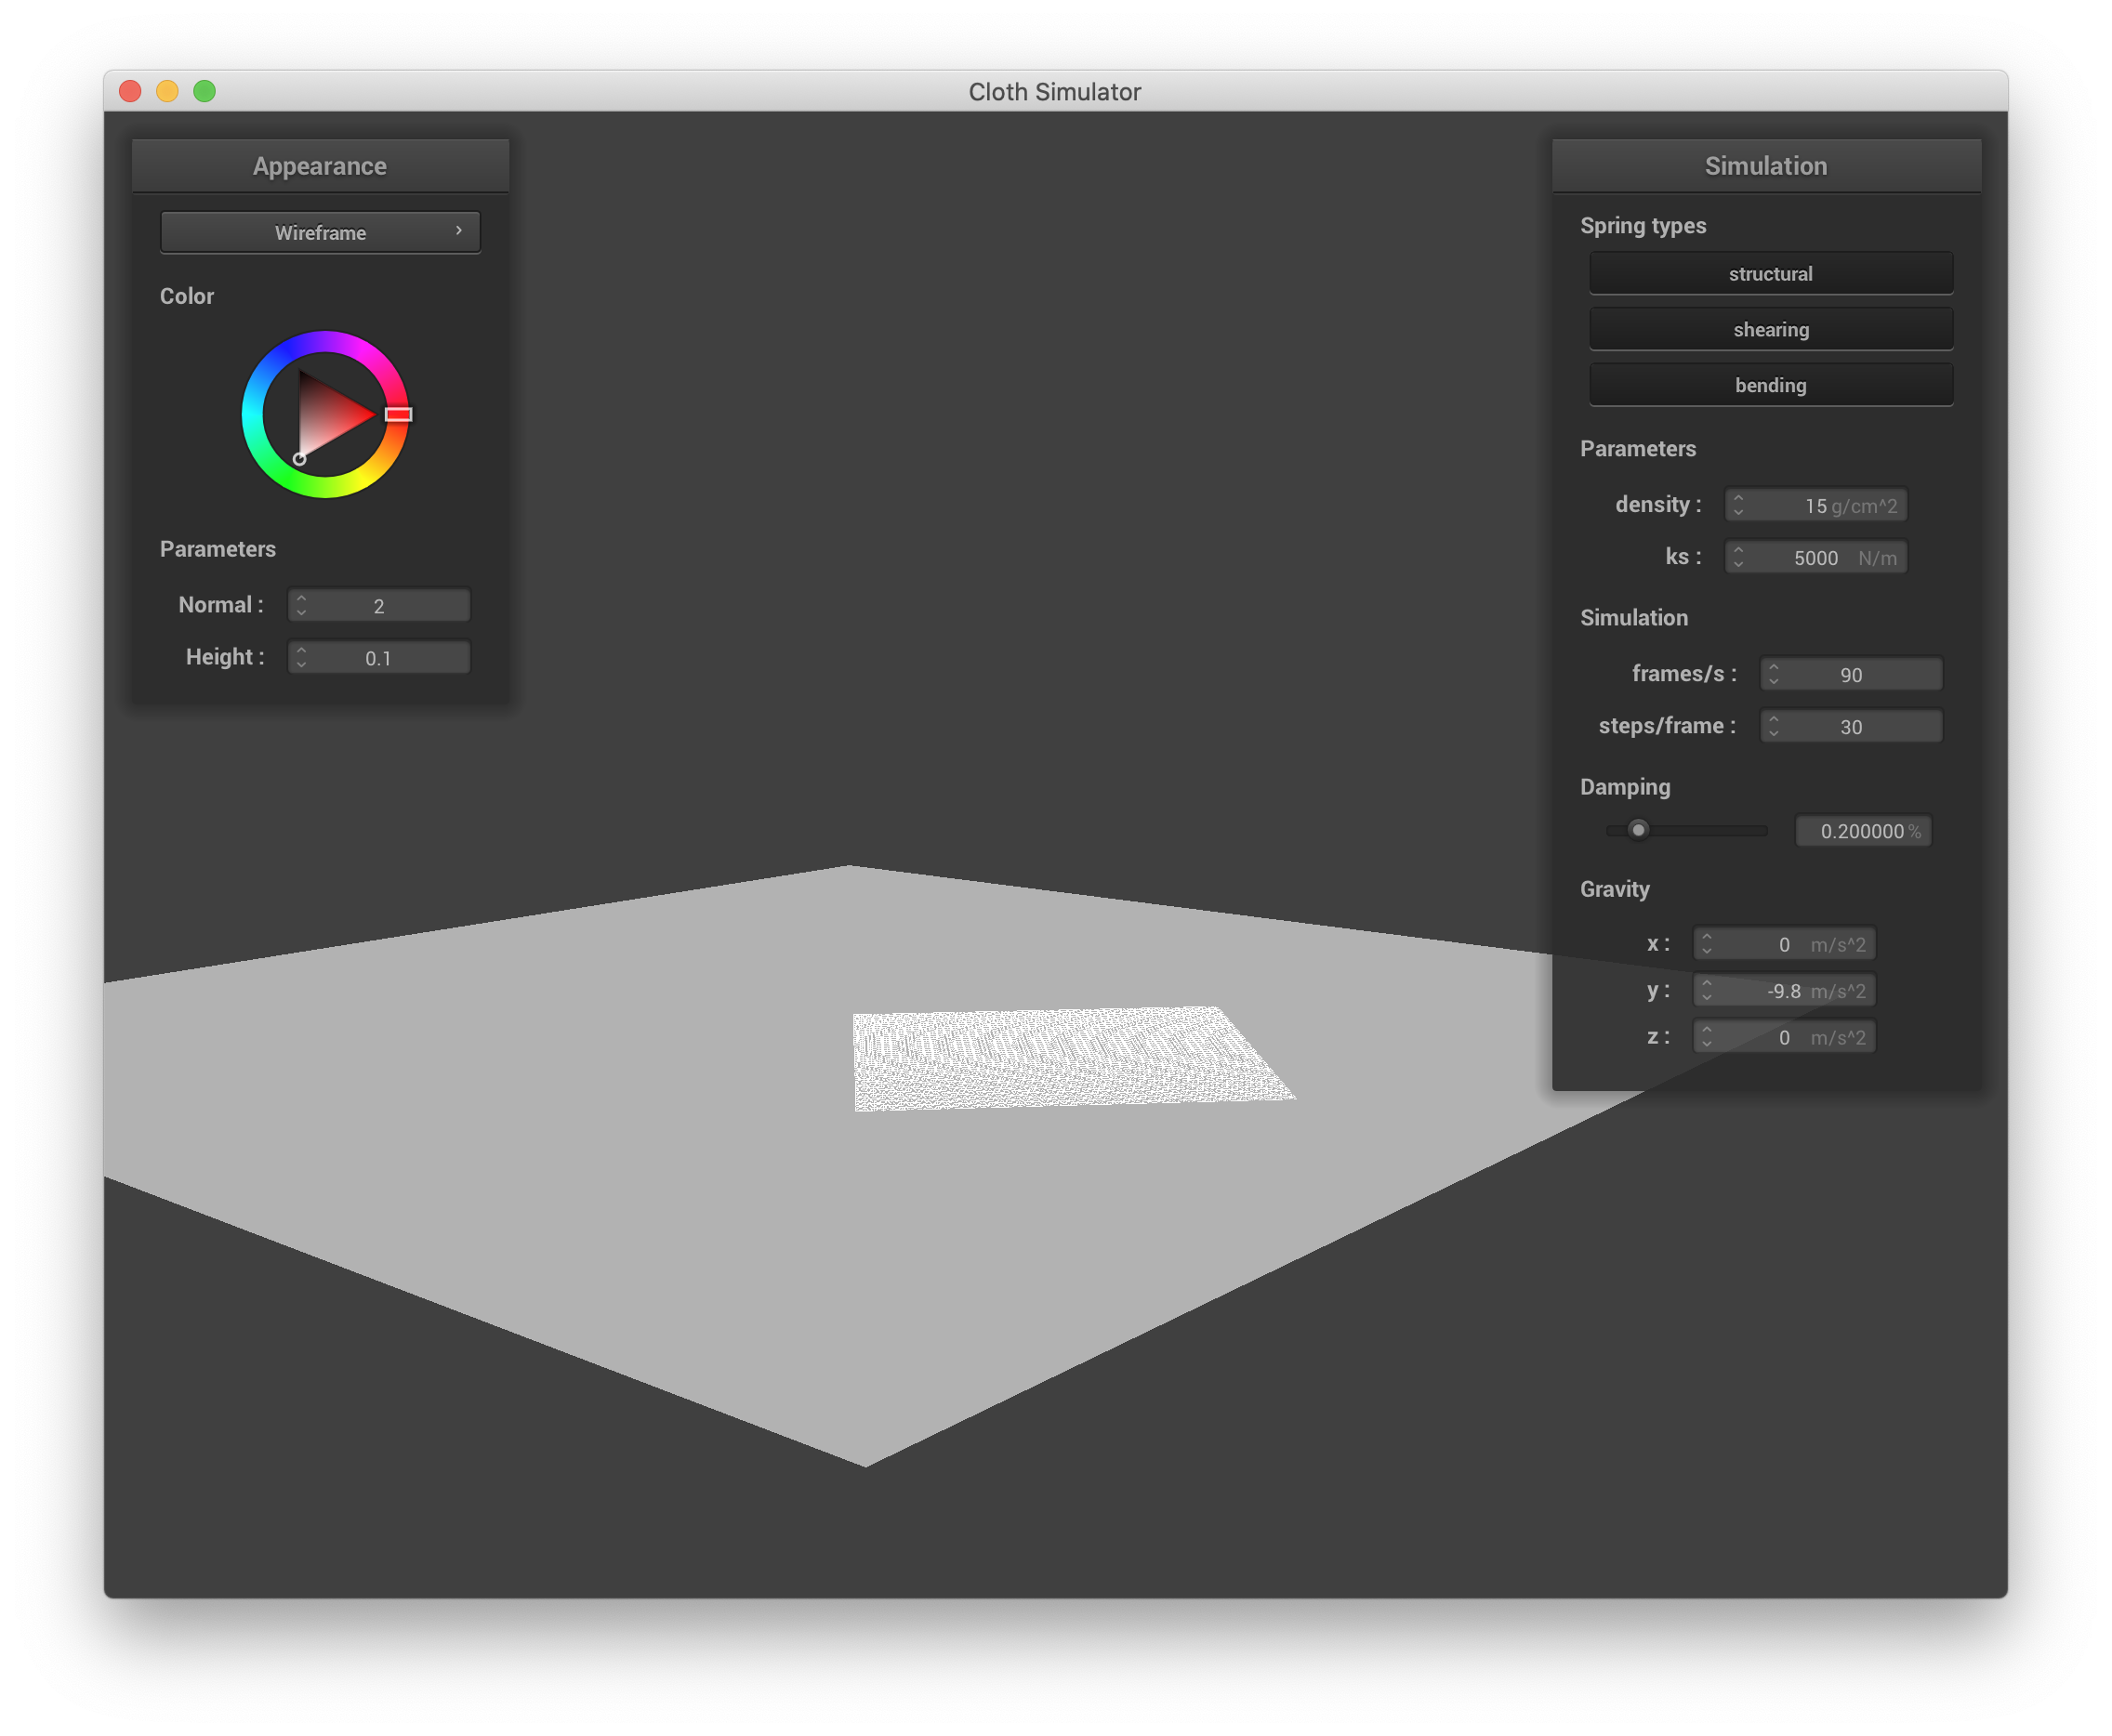 Cloth Simulator
Appearance
Wireframe
Color
Parameters
Normal : 2
Height : 0.1
Simulation
Spring types
structural
shearing
bending
Parameters
density : 15 g/cm^2
ks : 5000 N/m
Simulation
frames/s : 90
steps/frame : 30
Damping
0.200000 %
Gravity
x : 0 m/s^2
y : -9.8 m/s^2
z : 0 m/s^2